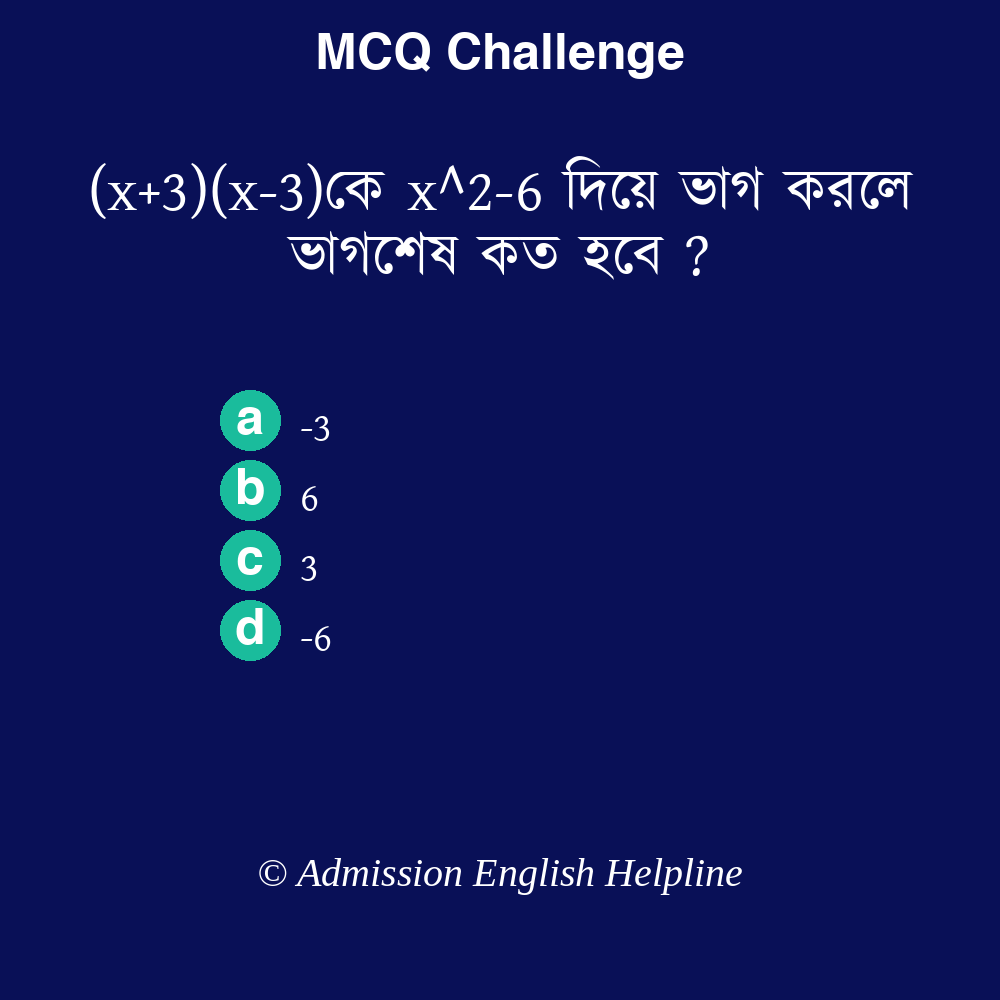 MCQ Challenge
(x+3)(x-3)কে x^2-6 দিয়ে ভাগ করলে
ভাগশেষ কত হবে ?
a -3
b 6
c 3
d -6
© Admission English Helpline